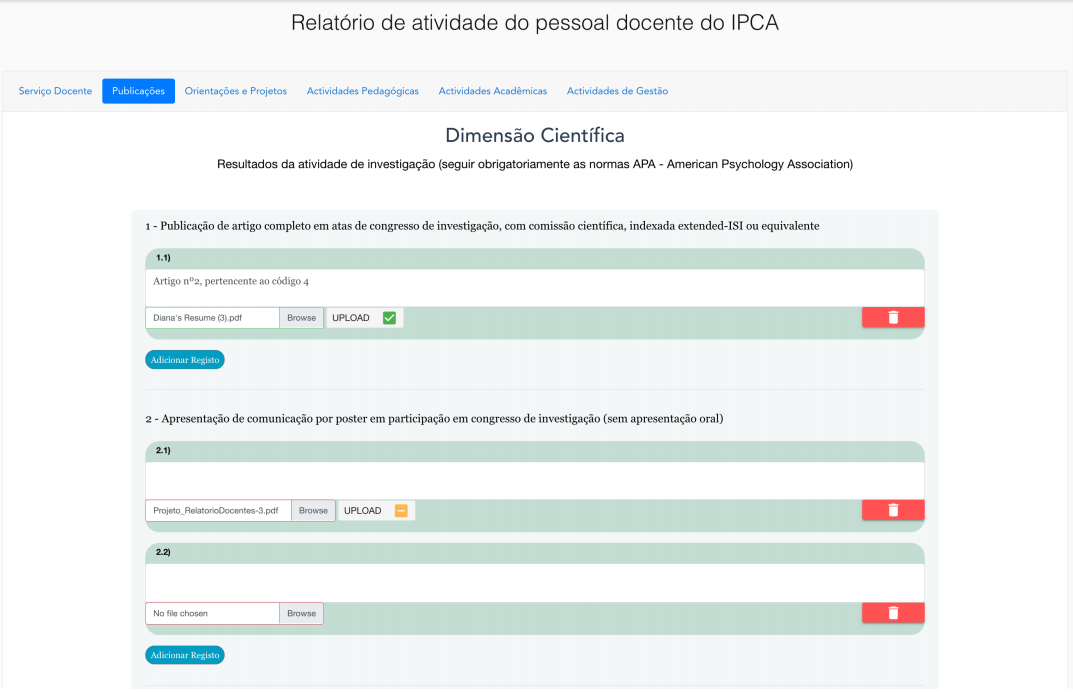 Relatório de atividade do pessoal docente do IPCA
Serviço Docente Publicações Orientações e Projetos Actividades Pedagógicas Actividades Acadêmicas Actividades de Gestão
Dimensão Científica
Resultados da atividade de investigação (seguir obrigatoriamente as normas APA - American Psychology Association)
1 - Publicação de artigo completo em atas de congresso de investigação, com comissão científica, indexada extended-ISI ou equivalente
1.1)
Artigo nº2, pertencente ao código 4
Diana's Resume (3).pdf Browse UPLOAD
Adicionar Registo
2 - Apresentação de comunicação por poster em participação em congresso de investigação (sem apresentação oral)
2.1)
Projeto_RelatorioDocentes-3.pdf Browse UPLOAD
2.2)
No file chosen Browse
Adicionar Registo